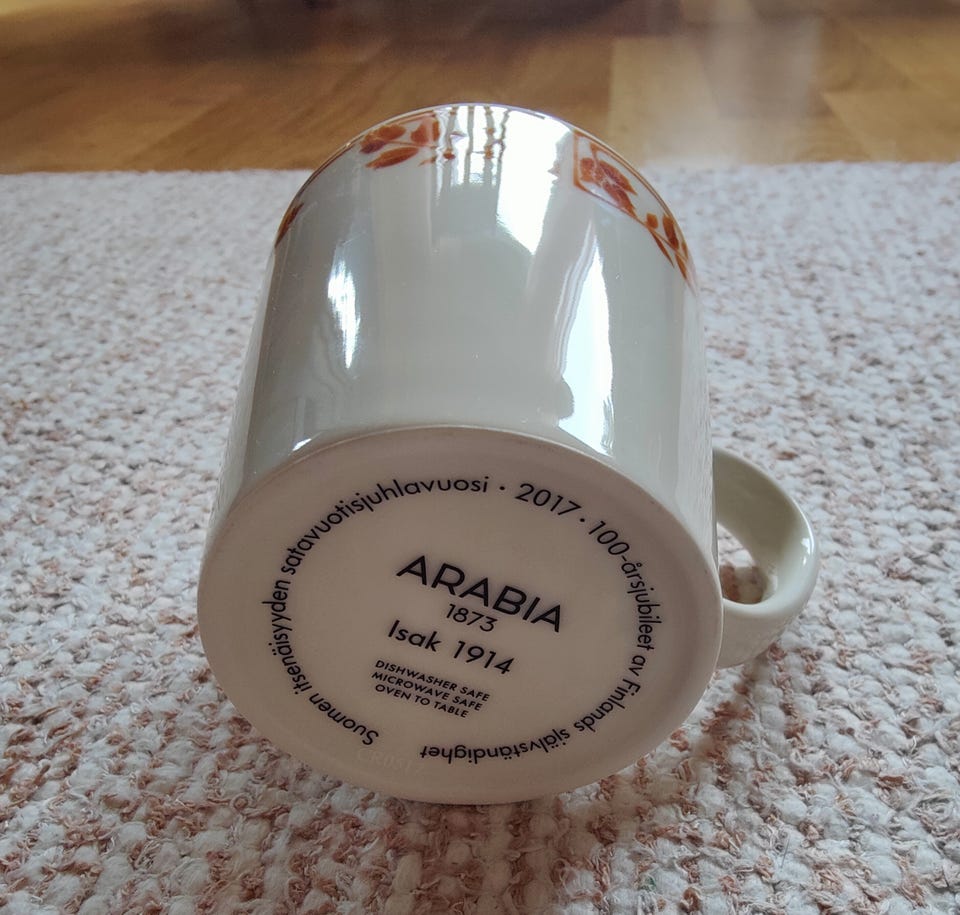 Suomen itsenäisyyden satavuotisjuhlavuosi · 2017 · 100-årsjubileet av Finlands självständighet
ARABIA
1873
Isak 1914
DISHWASHER SAFE
MICROWAVE SAFE
OVEN TO TABLE